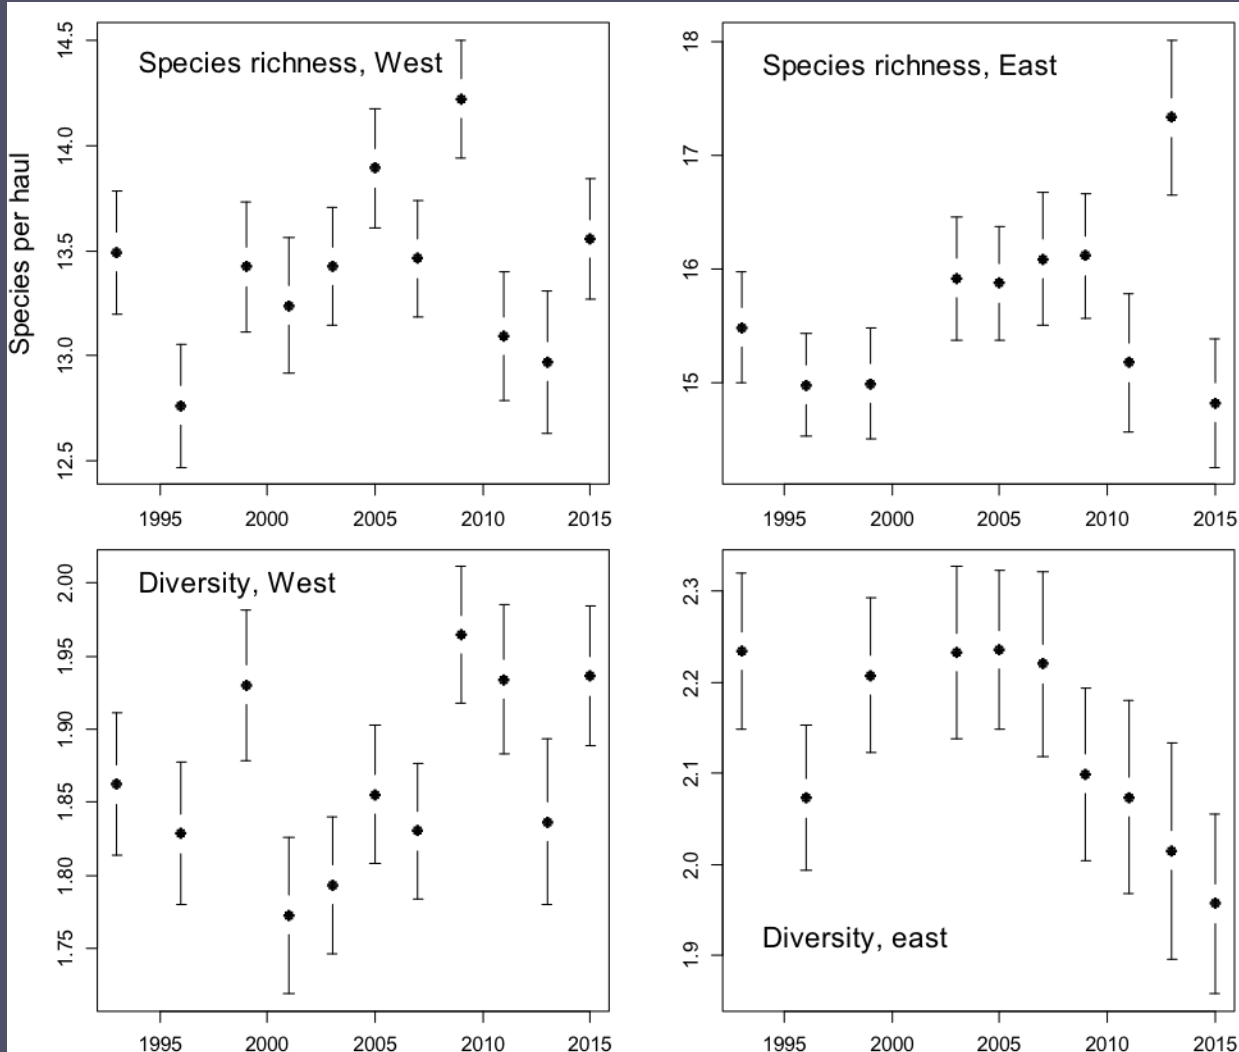 Species richness, West
Species per haul
14.5
14.0
13.5
13.0
12.5
1995 2000 2005 2010 2015
Species richness, East
18
17
16
15
1995 2000 2005 2010 2015
Diversity, West
2.00
1.95
1.90
1.85
1.80
1.75
1995 2000 2005 2010 2015
Diversity, east
2.3
2.2
2.1
2.0
1.9
1995 2000 2005 2010 2015